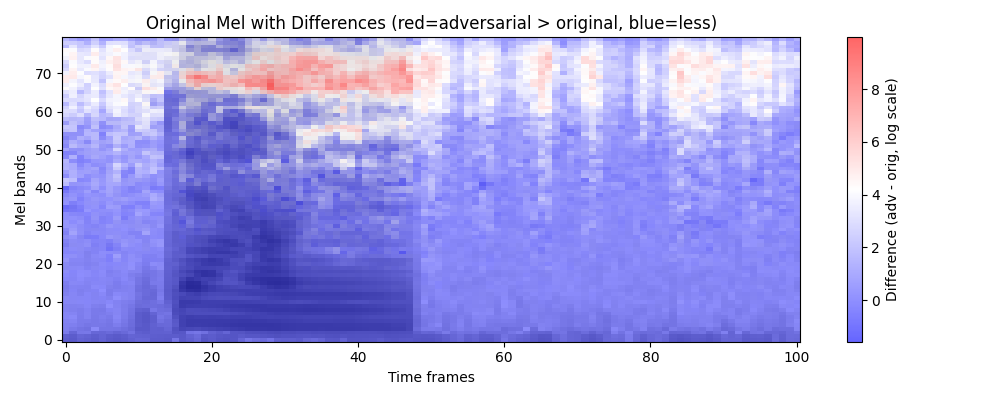 Original Mel with Differences (red=adversarial > original, blue=less)
Mel bands
70
60
50
40
30
20
10
0
0 20 40 60 80 100
Time frames
8
6
4
2
0
Difference (adv - orig, log scale)